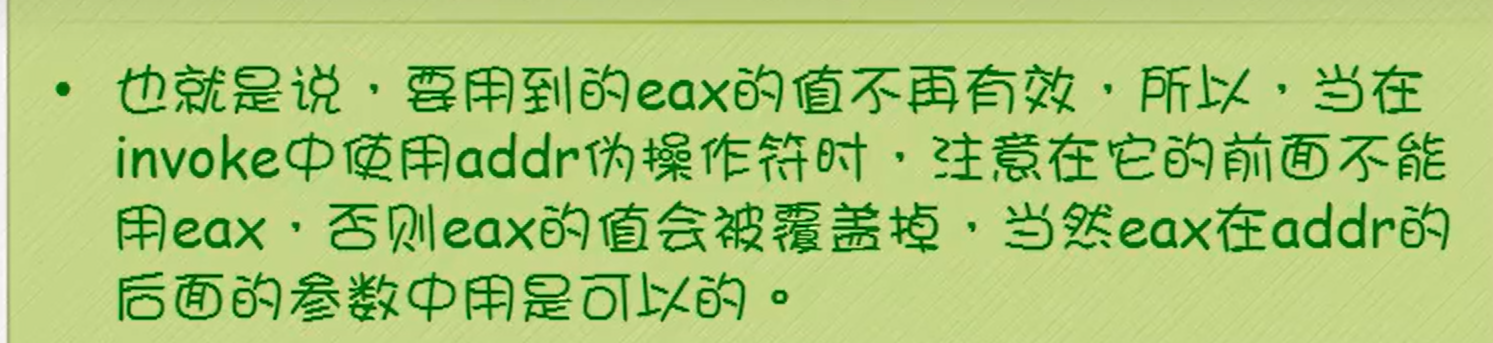 • 也就是说，要用到的eax的值不再有效，所以，当在
invoke中使用addr伪操作符时，注意在它的前面不能
用eax，否则eax的值会被覆盖掉，当然eax在addr的
后面的参数中用是可以的。